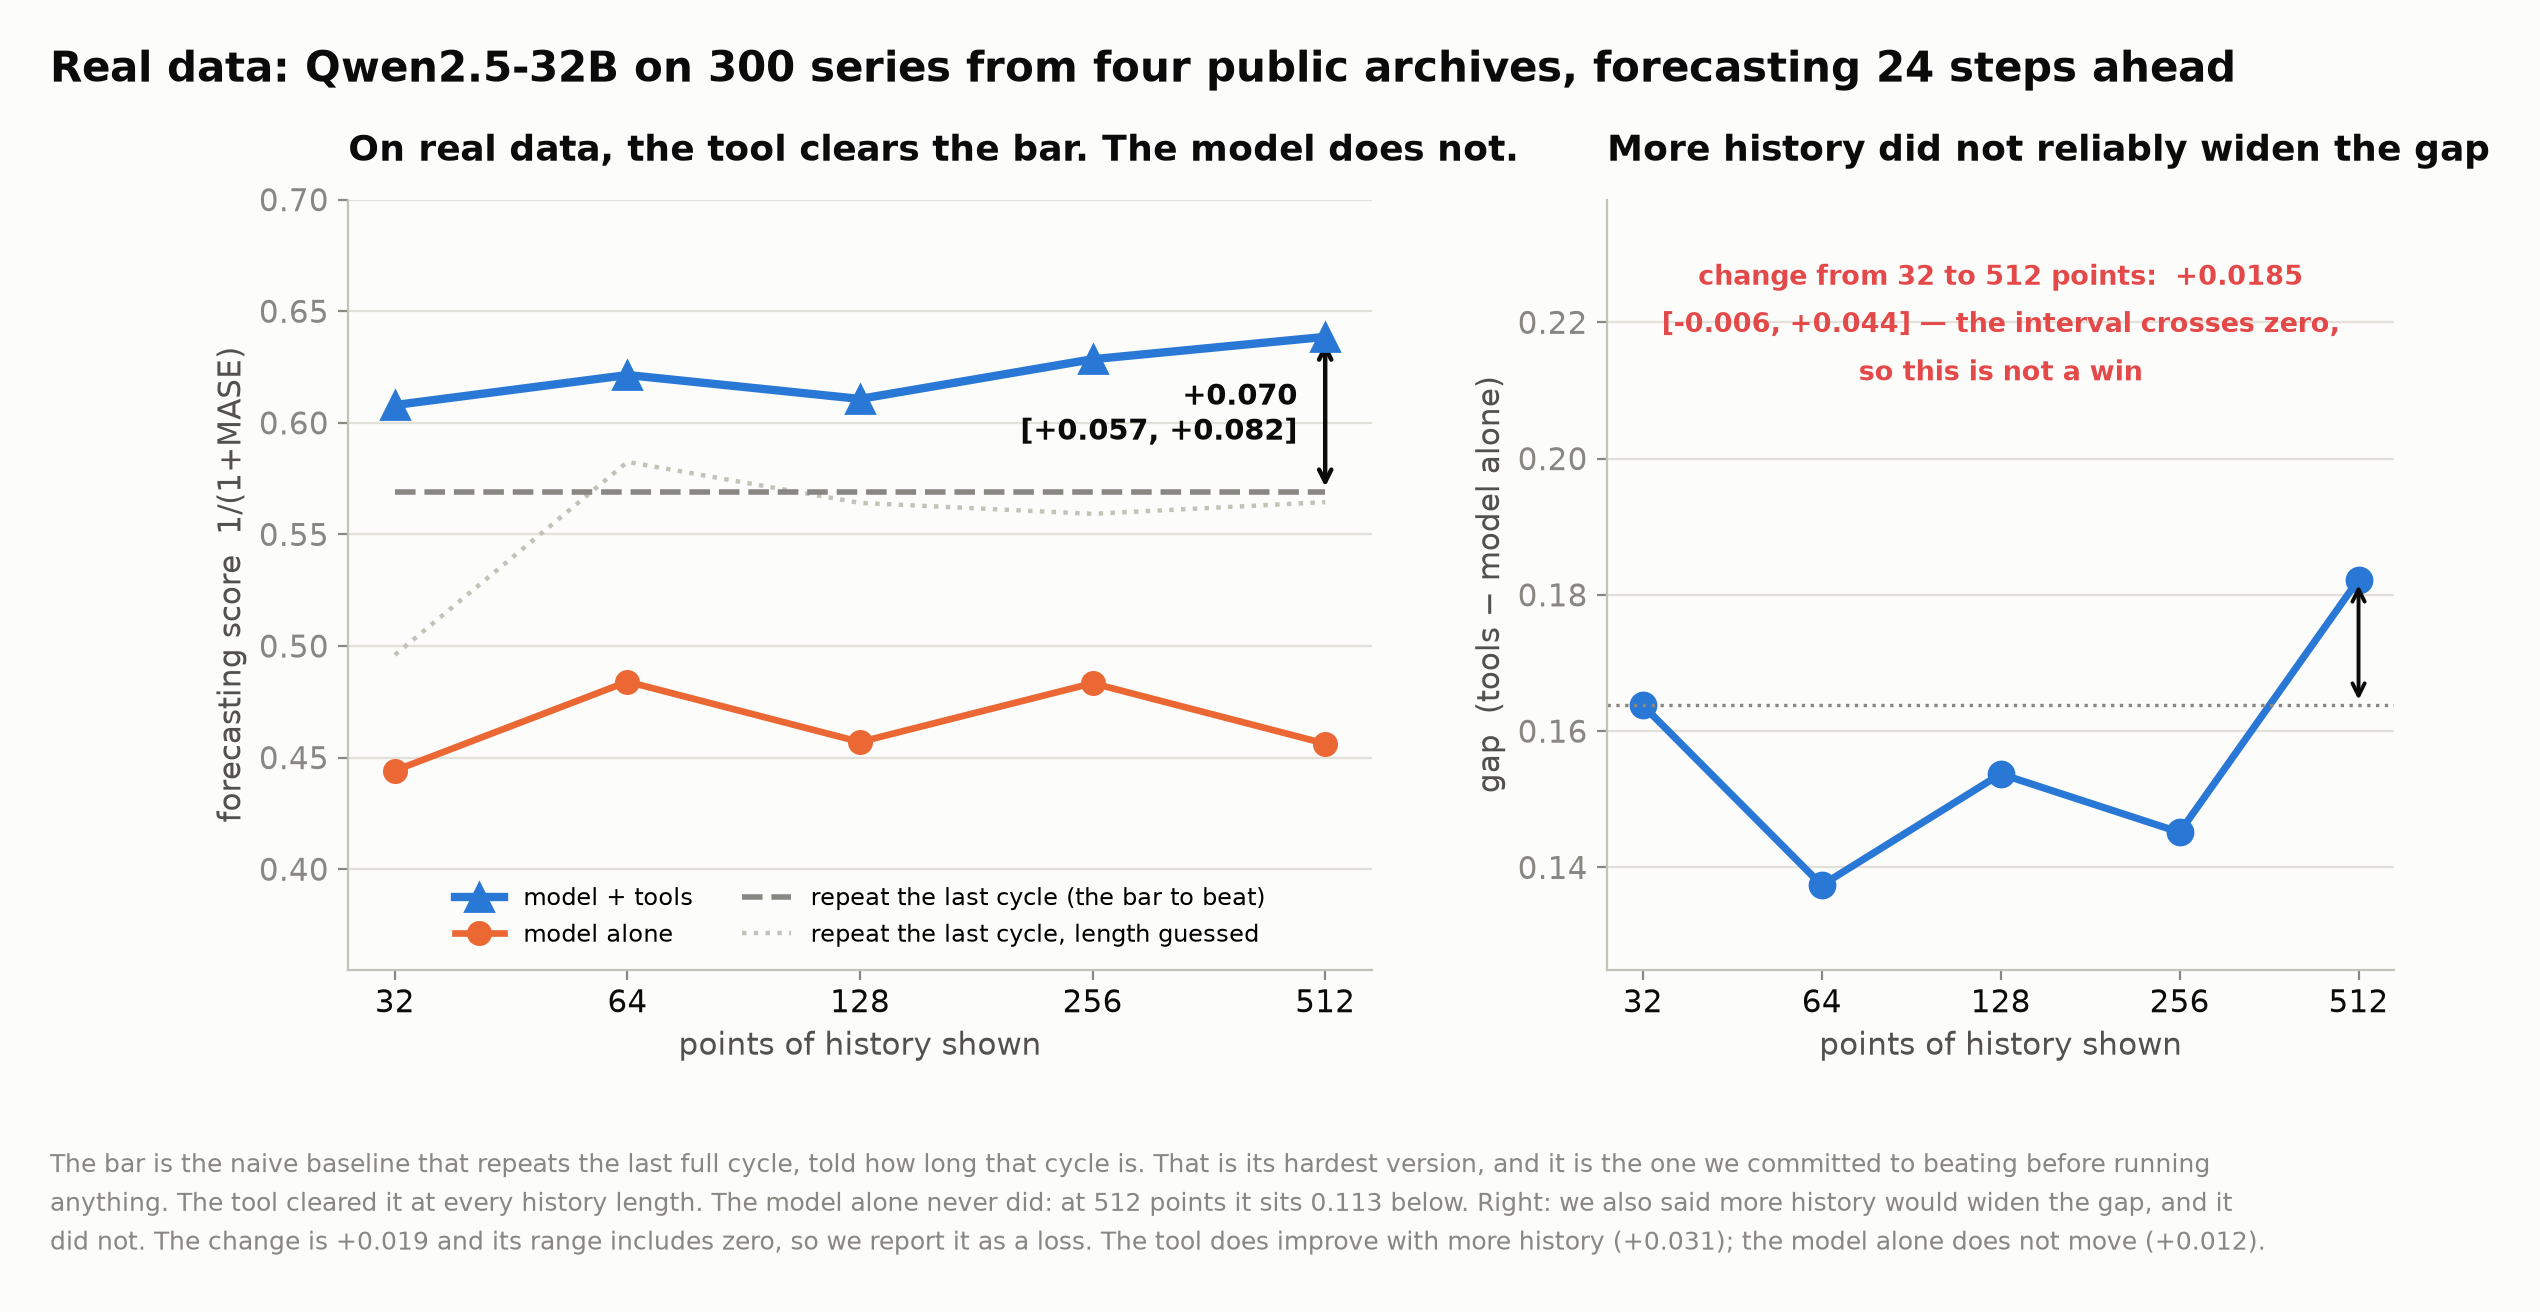 Real data: Qwen2.5-32B on 300 series from four public archives, forecasting 24 steps ahead
On real data, the tool clears the bar. The model does not.
forecasting score  1/(1+MASE)
0.70
0.65
0.60
0.55
0.50
0.45
0.40
+0.070
[+0.057, +0.082]
model + tools
model alone
repeat the last cycle (the bar to beat)
repeat the last cycle, length guessed
32
64
128
256
512
points of history shown
More history did not reliably widen the gap
gap  (tools − model alone)
0.22
0.20
0.18
0.16
0.14
change from 32 to 512 points:  +0.0185
[-0.006, +0.044] — the interval crosses zero,
so this is not a win
32
64
128
256
512
points of history shown
The bar is the naive baseline that repeats the last full cycle, told how long that cycle is. That is its hardest version, and it is the one we committed to beating before running
anything. The tool cleared it at every history length. The model alone never did: at 512 points it sits 0.113 below. Right: we also said more history would widen the gap, and it
did not. The change is +0.019 and its range includes zero, so we report it as a loss. The tool does improve with more history (+0.031); the model alone does not move (+0.012).